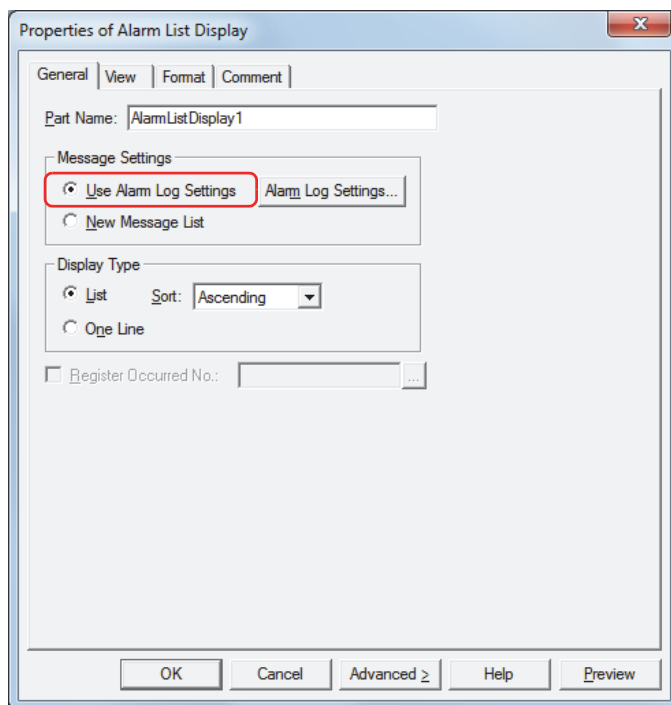 Properties of Alarm List Display
X
General View Format Comment
Part Name: AlarmListDisplay1
Message Settings
Use Alarm Log Settings Alarm Log Settings...
New Message List
Display Type
List Sort: Ascending
One Line
Register Occurred No.: ...
OK Cancel Advanced > Help Preview